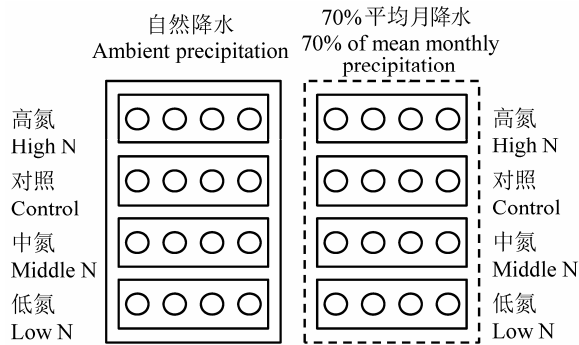 自然降水
Ambient precipitation
70%平均月降水
70% of mean monthly
precipitation
高氮
High N
对照
Control
中氮
Middle N
低氮
Low N
高氮
High N
对照
Control
中氮
Middle N
低氮
Low N